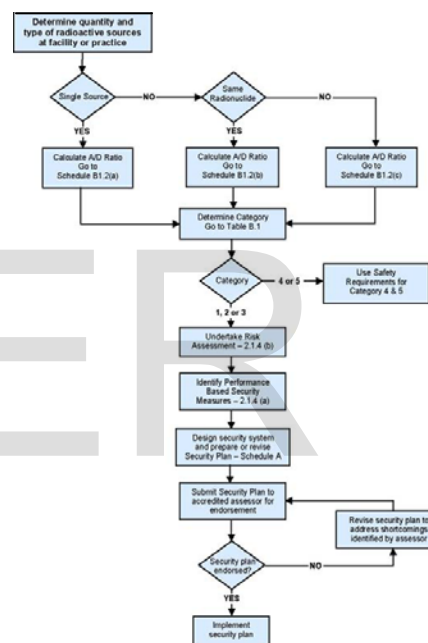 Determine quantity and
type of radioactive sources
at facility or practice
Single Source
NO
Same
Radionuclide
NO
YES
YES
Calculate A/D Ratio
Go to
Schedule B1.2(a)
Calculate A/D Ratio
Go to
Schedule B1.2(b)
Calculate A/D Ratio
Go to
Schedule B1.2(c)
Determine Category
Go to Table B.1
Category
4 or 5
Use Safety
Requirements for
Category 4 & 5
1, 2 or 3
Undertake Risk
Assessment – 2.1.4 (b)
Identify Performance
Based Security
Measures – 2.1.4 (a)
Design security system
and prepare or revise
Security Plan – Schedule A
Submit Security Plan to
accredited assessor for
endorsement
Revise security plan to
address shortcomings
identified by assessor
Security plan
endorsed?
NO
YES
Implement
security plan
ER